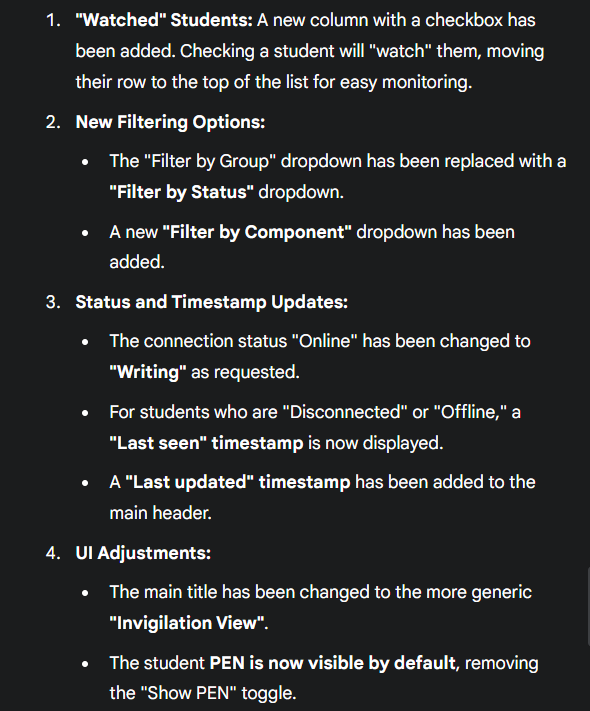 1. "Watched" Students: A new column with a checkbox has
been added. Checking a student will "watch" them, moving
their row to the top of the list for easy monitoring.
2. New Filtering Options:
• The "Filter by Group" dropdown has been replaced with a
"Filter by Status" dropdown.
• A new "Filter by Component" dropdown has been
added.
3. Status and Timestamp Updates:
• The connection status "Online" has been changed to
"Writing" as requested.
• For students who are "Disconnected" or "Offline," a
"Last seen" timestamp is now displayed.
• A "Last updated" timestamp has been added to the
main header.
4. UI Adjustments:
• The main title has been changed to the more generic
"Invigilation View".
• The student PEN is now visible by default, removing
the "Show PEN" toggle.